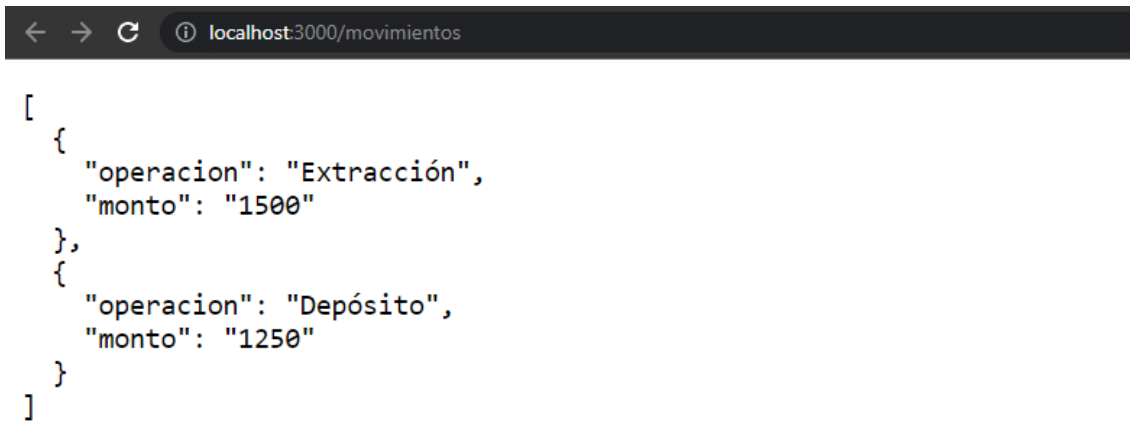 localhost:3000/movimientos
[
  {
    "operacion": "Extracción",
    "monto": "1500"
  },
  {
    "operacion": "Depósito",
    "monto": "1250"
  }
]